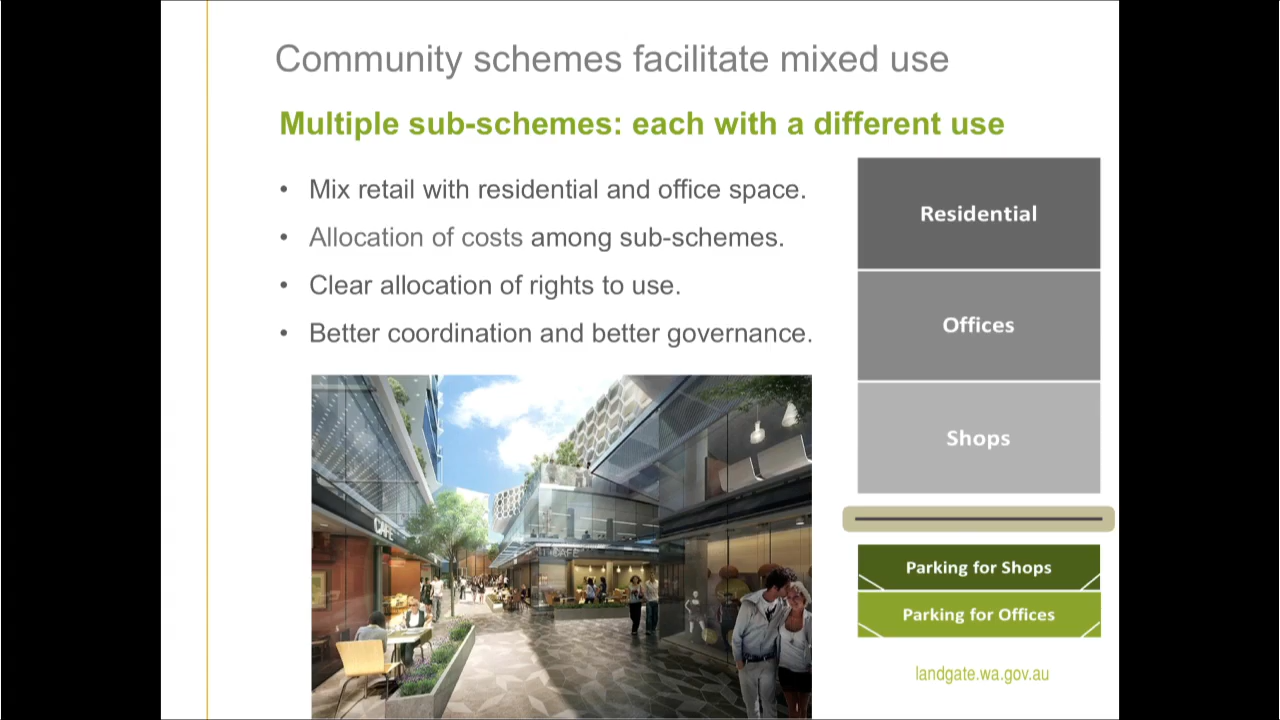 Community schemes facilitate mixed use
Multiple sub-schemes: each with a different use
• Mix retail with residential and office space.
• Allocation of costs among sub-schemes.
• Clear allocation of rights to use.
• Better coordination and better governance.
Residential
Offices
Shops
Parking for Shops
Parking for Offices
CAFE
CAFE
landgate.wa.gov.au